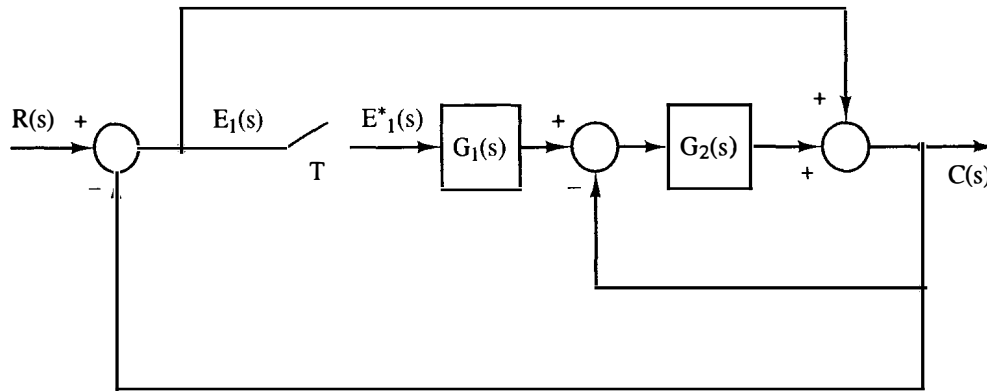 R(s)
+
−
E₁(s)
T
E*₁(s)
G₁(s)
+
−
G₂(s)
+
+
C(s)